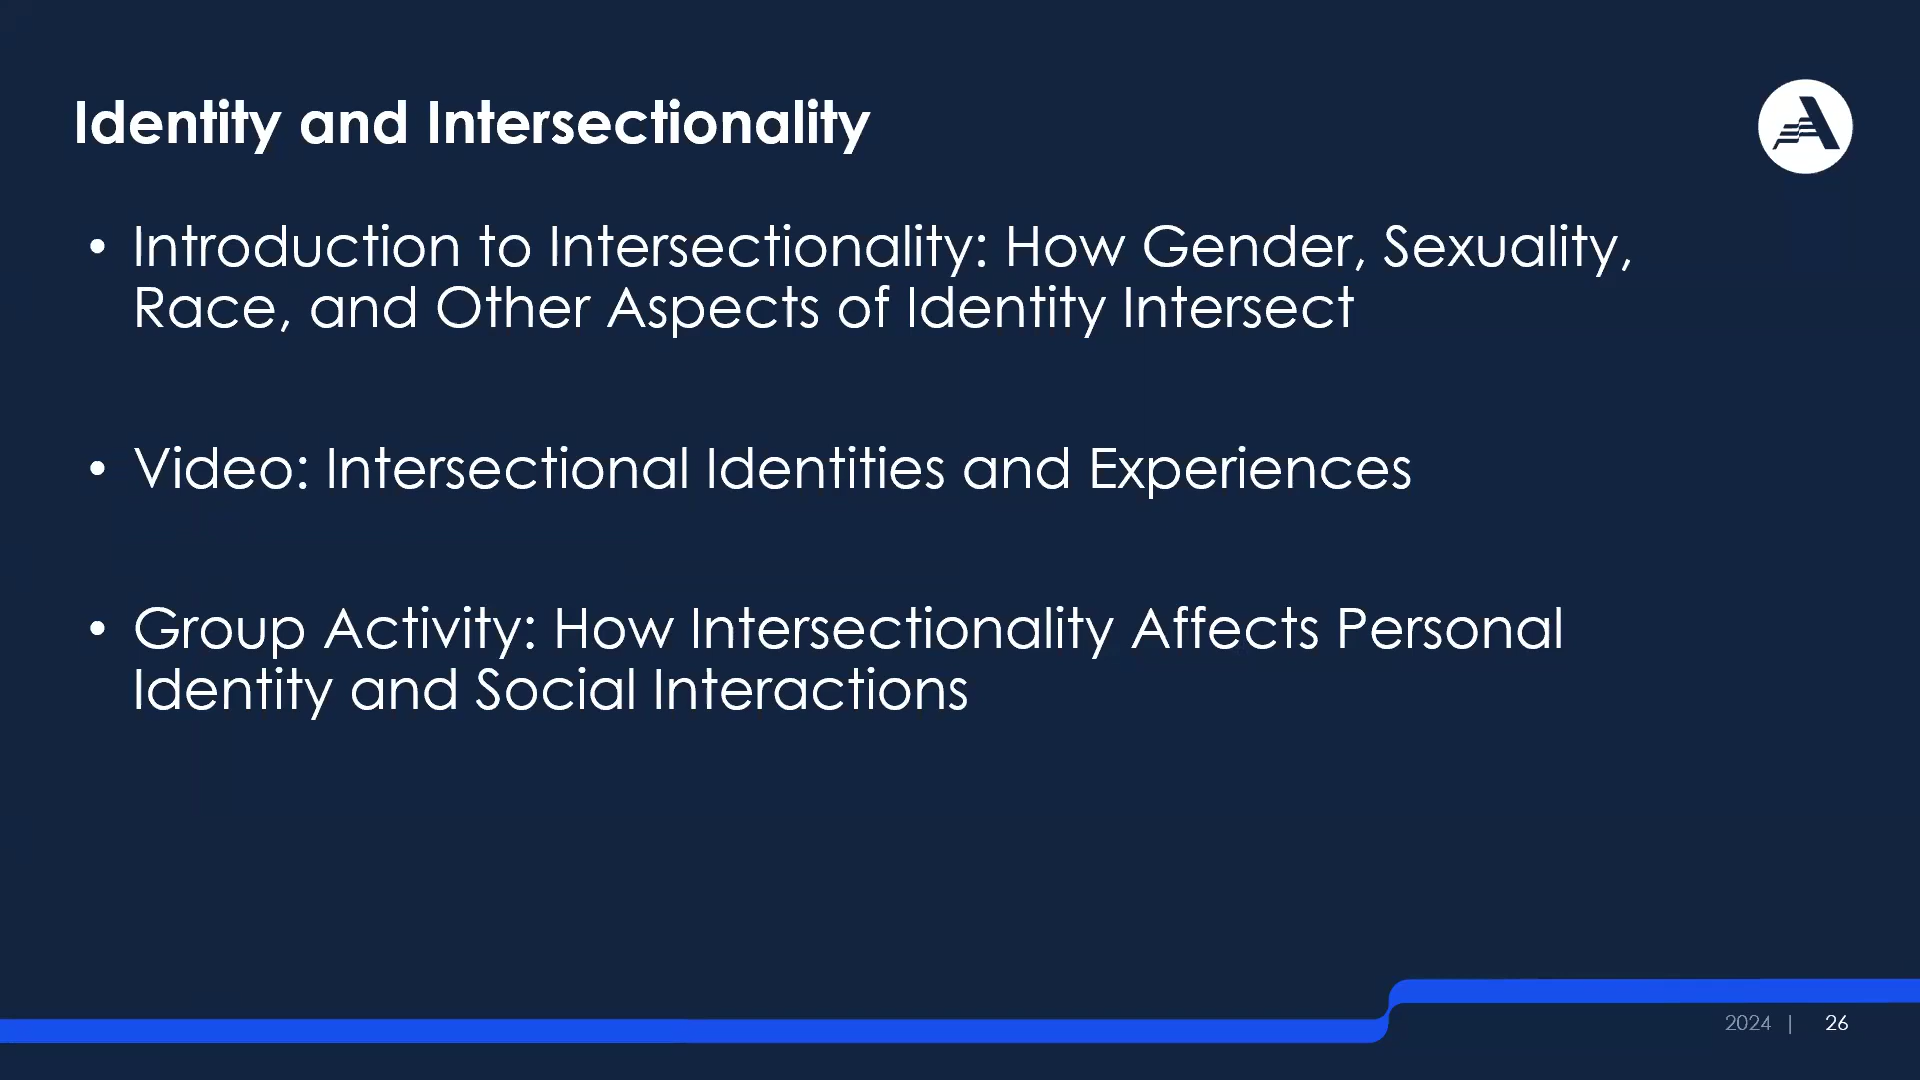 Identity and Intersectionality
• Introduction to Intersectionality: How Gender, Sexuality,
Race, and Other Aspects of Identity Intersect
• Video: Intersectional Identities and Experiences
• Group Activity: How Intersectionality Affects Personal
Identity and Social Interactions
2024 | 26